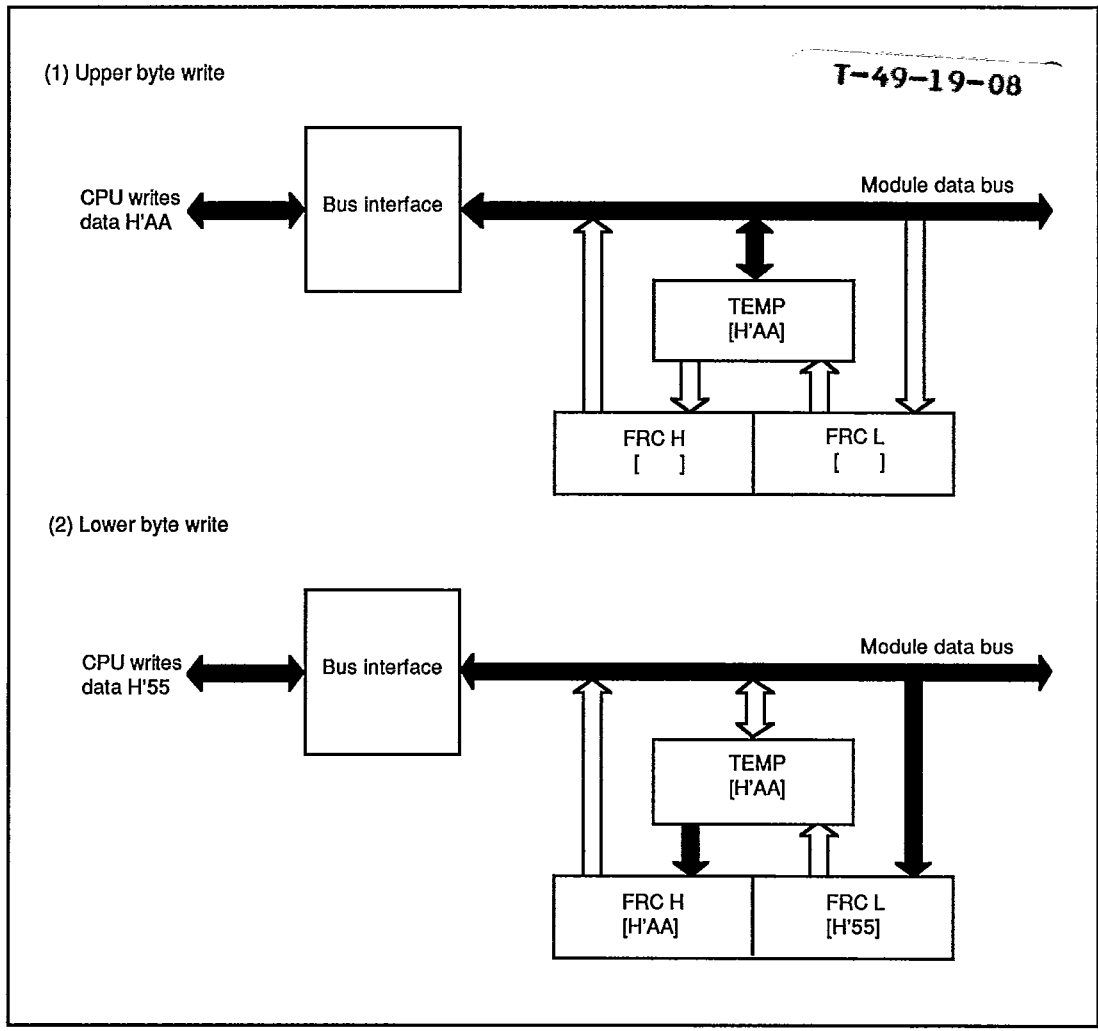 (1) Upper byte write
T-49-19-08
CPU writes
data H'AA
Bus interface
Module data bus
TEMP
[H'AA]
FRC H
[ ]
FRC L
[ ]
(2) Lower byte write
CPU writes
data H'55
Bus interface
Module data bus
TEMP
[H'AA]
FRC H
[H'AA]
FRC L
[H'55]